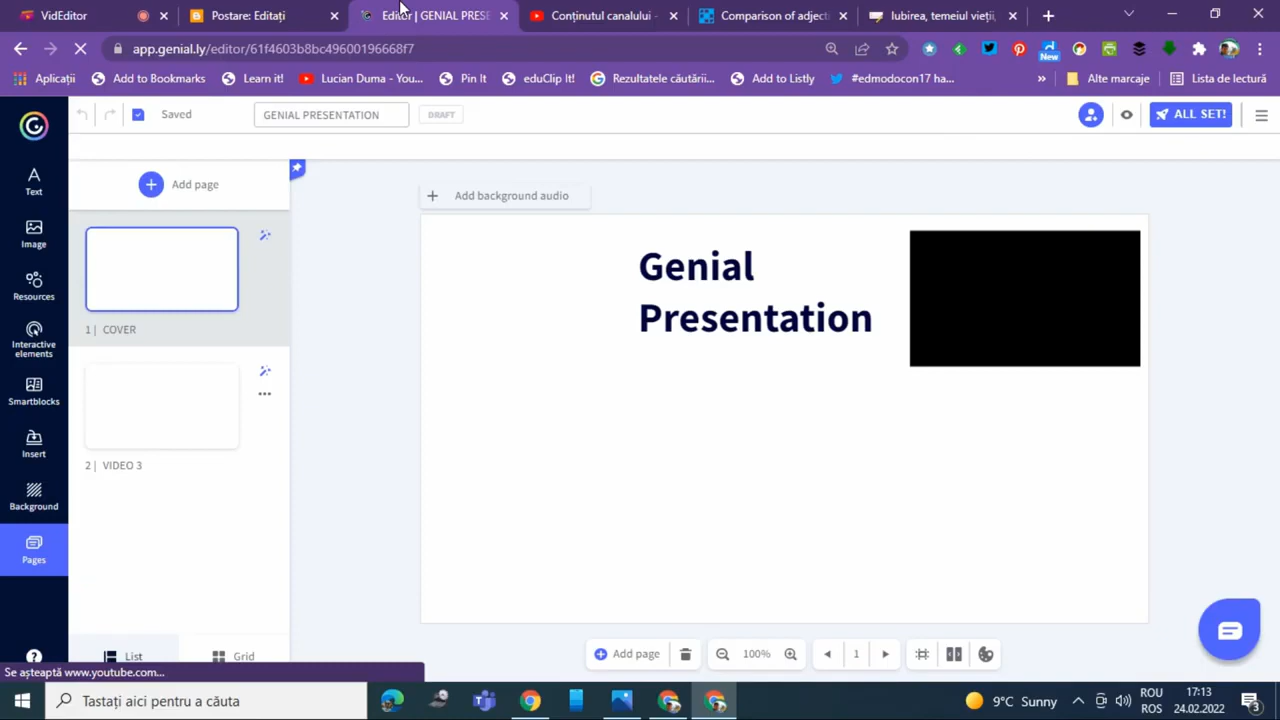 VidEditor
Postare: Editați
Editor | GENIAL PRESE
Conținutul canalului -
Comparison of adjecti
Iubirea, temeiul vieții,
app.genial.ly/editor/61f4603b8bc49600196668f7
New
Aplicații
Add to Bookmarks
Learn it!
Lucian Duma - You...
Pin It
eduClip It!
Rezultatele căutării...
Add to Listly
#edmodocon17 ha...
»
Alte marcaje
Lista de lectură
Saved
GENIAL PRESENTATION
DRAFT
ALL SET!
Text
Image
Resources
Interactive
elements
Smartblocks
Insert
Background
Pages
Add page
1 | COVER
2 | VIDEO 3
List
Grid
Add background audio
Genial
Presentation
Add page
100%
1
Se așteaptă www.youtube.com...
Tastați aici pentru a căuta
9°C Sunny
ROU
ROS
17:13
24.02.2022
3